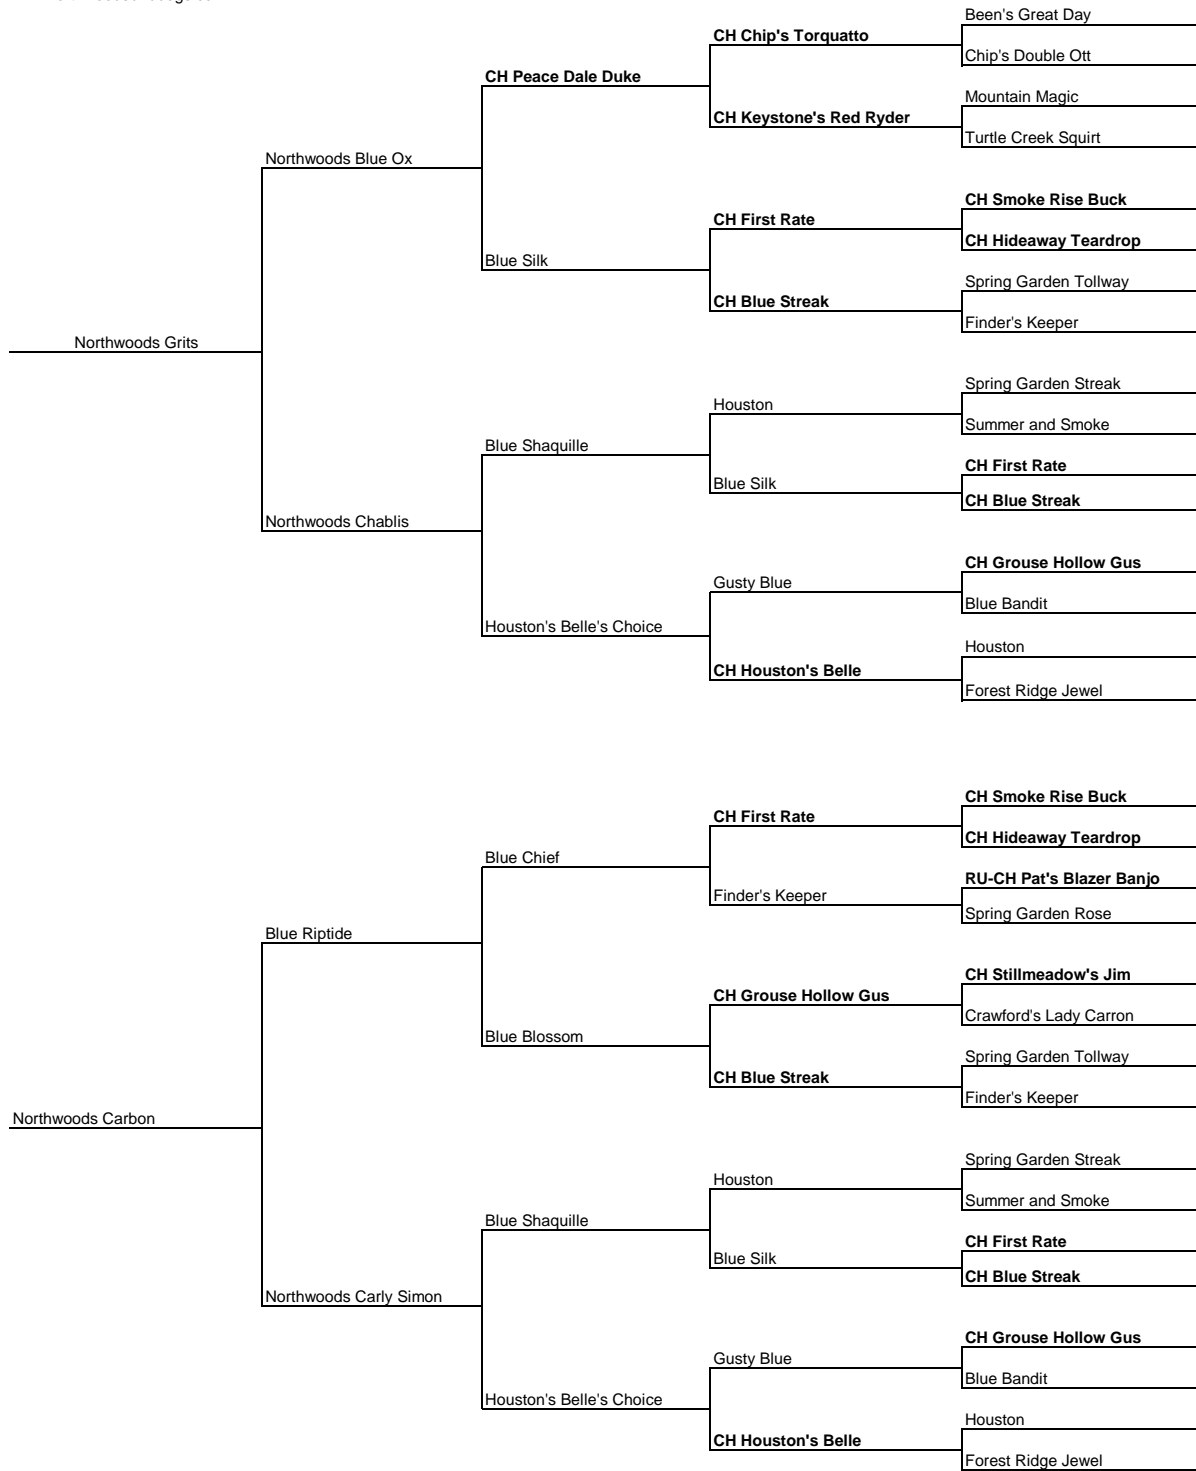 Been's Great Day
CH Chip's Torquatto
Chip's Double Ott
CH Peace Dale Duke
Mountain Magic
CH Keystone's Red Ryder
Turtle Creek Squirt
Northwoods Blue Ox
CH Smoke Rise Buck
CH First Rate
CH Hideaway Teardrop
Blue Silk
Spring Garden Tollway
CH Blue Streak
Finder's Keeper
Northwoods Grits
Spring Garden Streak
Houston
Summer and Smoke
Blue Shaquille
CH First Rate
Blue Silk
CH Blue Streak
Northwoods Chablis
CH Grouse Hollow Gus
Gusty Blue
Blue Bandit
Houston's Belle's Choice
Houston
CH Houston's Belle
Forest Ridge Jewel
CH Smoke Rise Buck
CH First Rate
CH Hideaway Teardrop
Blue Chief
RU-CH Pat's Blazer Banjo
Finder's Keeper
Spring Garden Rose
Blue Riptide
CH Stillmeadow's Jim
CH Grouse Hollow Gus
Crawford's Lady Carron
Blue Blossom
Spring Garden Tollway
CH Blue Streak
Finder's Keeper
Northwoods Carbon
Spring Garden Streak
Houston
Summer and Smoke
Blue Shaquille
CH First Rate
Blue Silk
CH Blue Streak
Northwoods Carly Simon
CH Grouse Hollow Gus
Gusty Blue
Blue Bandit
Houston's Belle's Choice
Houston
CH Houston's Belle
Forest Ridge Jewel